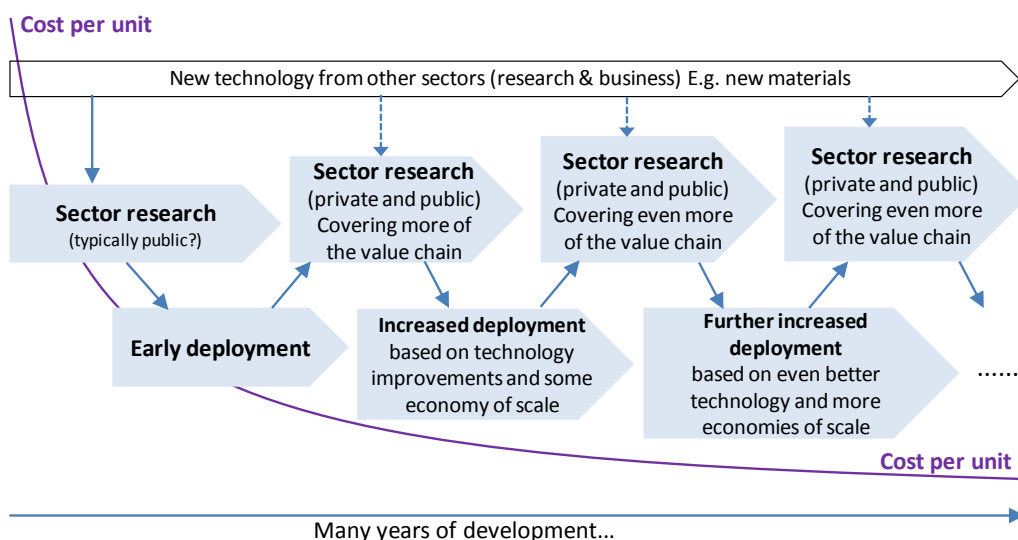 Cost per unit
New technology from other sectors (research & business) E.g. new materials
Sector research
(typically public?)
Sector research
(private and public)
Covering more of
the value chain
Sector research
(private and public)
Covering even more
of the value chain
Sector research
(private and public)
Covering even more
of the value chain
Early deployment
Increased deployment
based on technology
improvements and some
economy of scale
Further increased
deployment
based on even better
technology and more
economies of scale
......
Cost per unit
Many years of development...